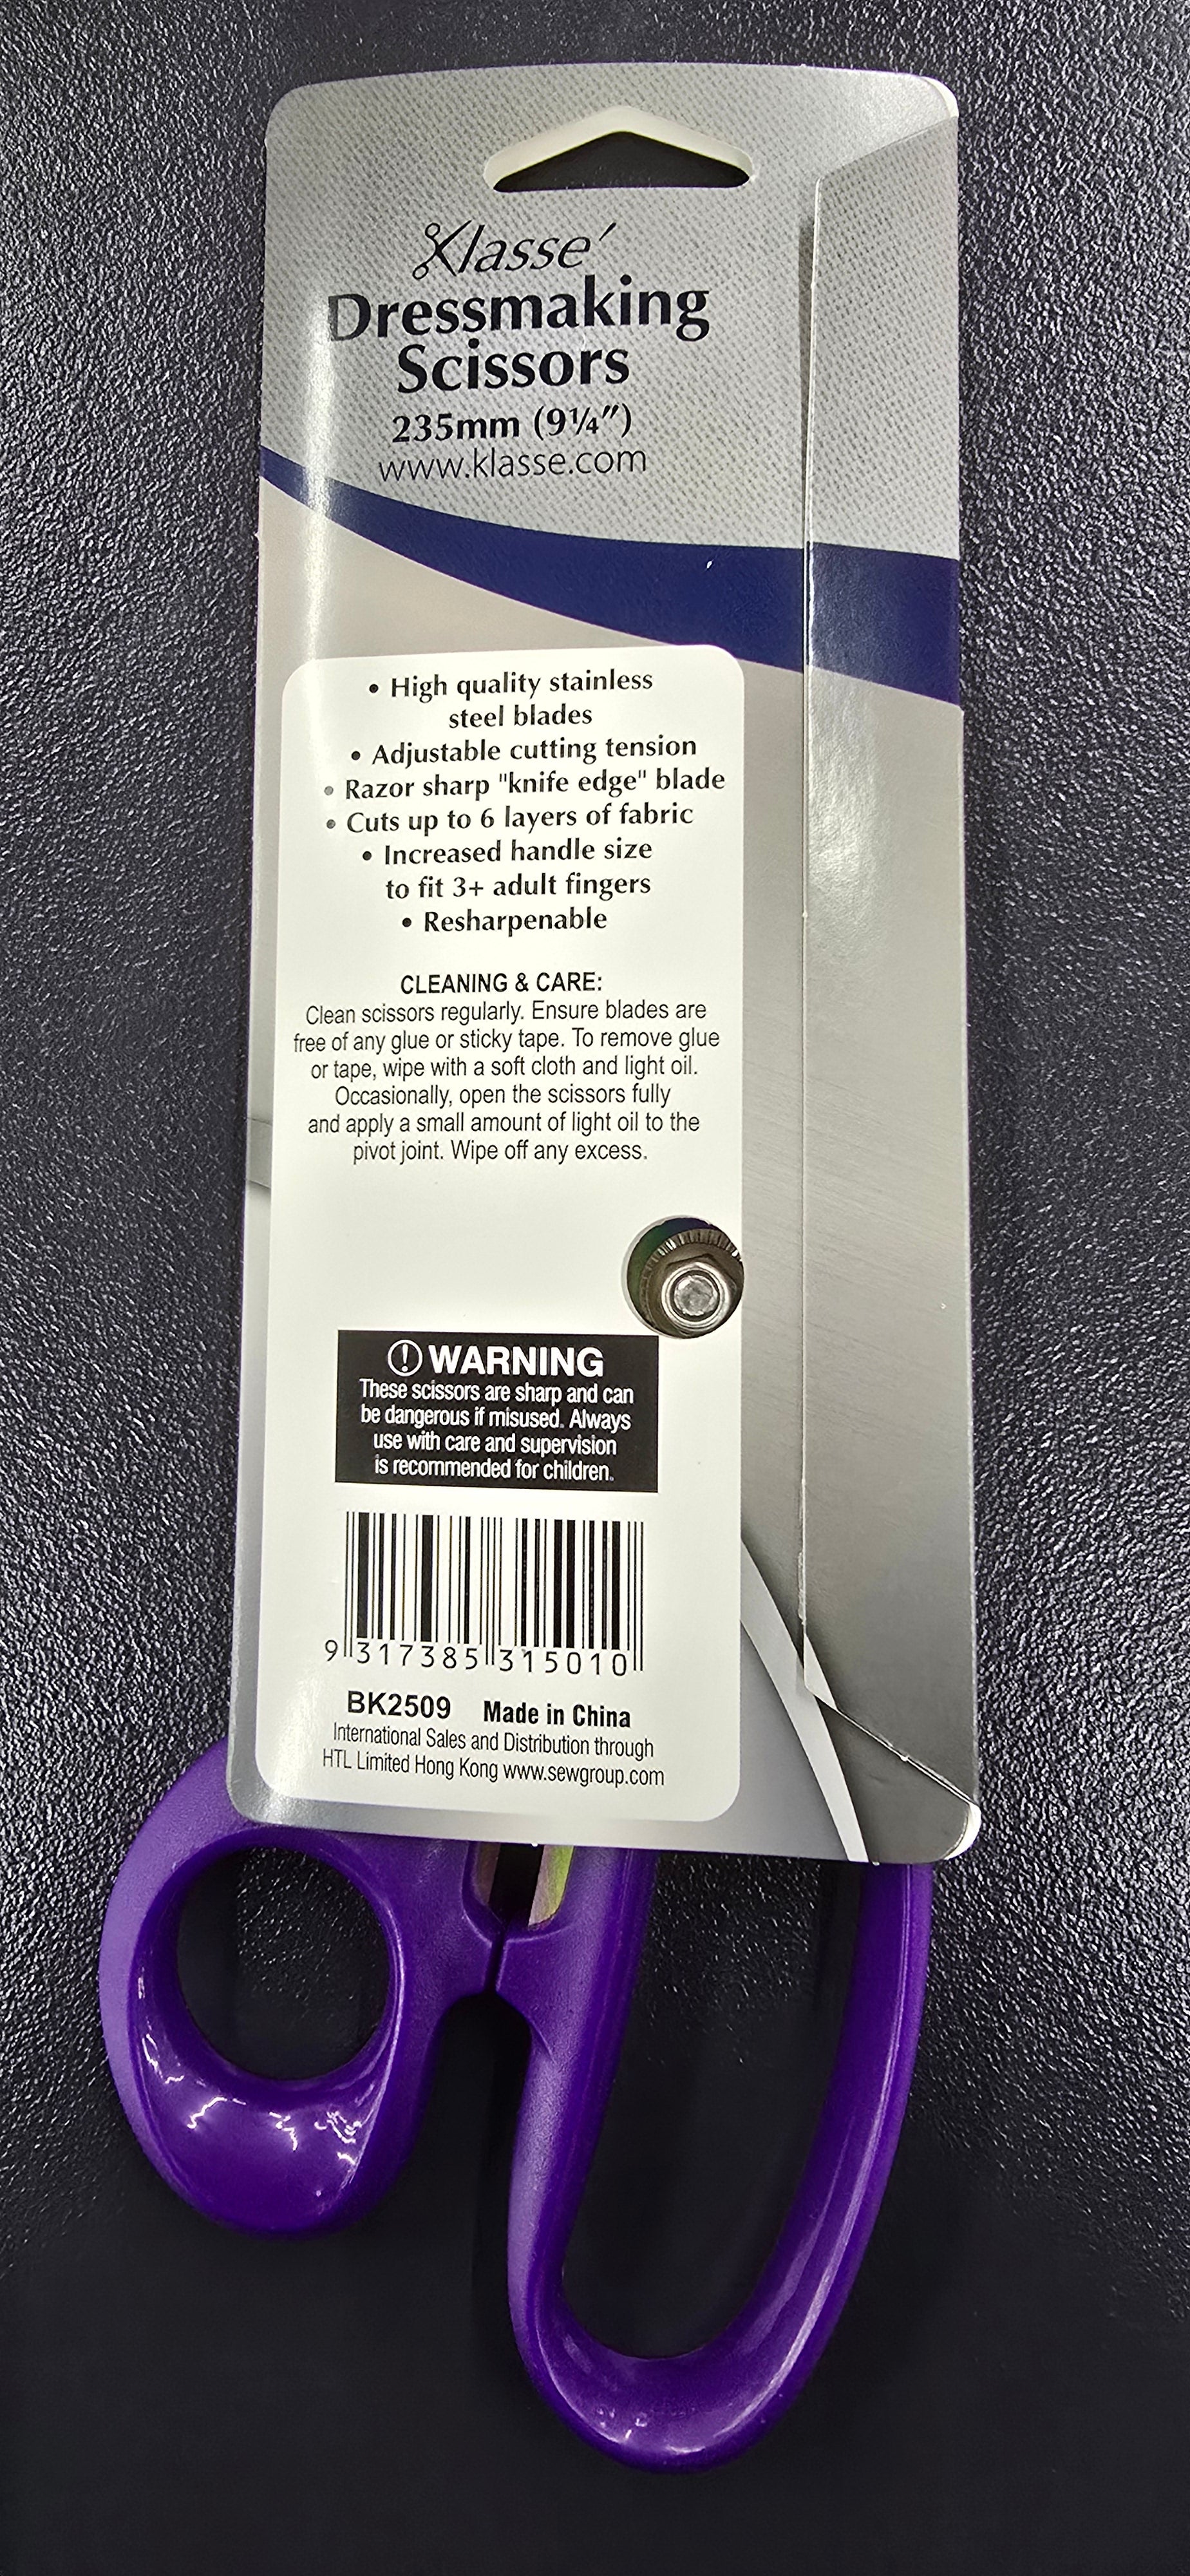 Klasse'
Dressmaking
Scissors
235mm (9¼")
www.klasse.com
• High quality stainless
steel blades
• Adjustable cutting tension
• Razor sharp "knife edge" blade
• Cuts up to 6 layers of fabric
• Increased handle size
to fit 3+ adult fingers
• Resharpenable
CLEANING & CARE:
Clean scissors regularly. Ensure blades are
free of any glue or sticky tape. To remove glue
or tape, wipe with a soft cloth and light oil.
Occasionally, open the scissors fully
and apply a small amount of light oil to the
pivot joint. Wipe off any excess.
! WARNING
These scissors are sharp and can
be dangerous if misused. Always
use with care and supervision
is recommended for children.
9 317385 315010
BK2509 Made in China
International Sales and Distribution through
HTL Limited Hong Kong www.sewgroup.com